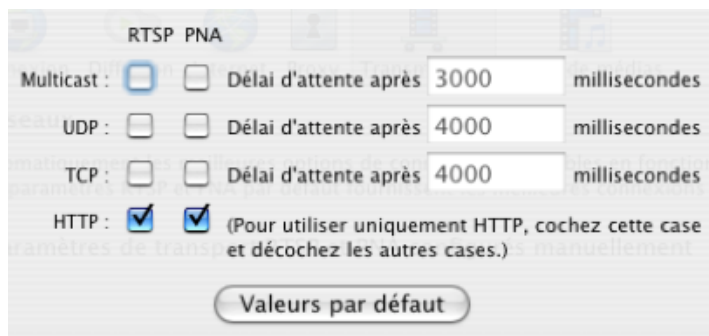 RTSP PNA
Multicast : Délai d'attente après 3000 millisecondes
UDP : Délai d'attente après 4000 millisecondes
TCP : Délai d'attente après 4000 millisecondes
HTTP : (Pour utiliser uniquement HTTP, cochez cette case
et décochez les autres cases.)
Valeurs par défaut